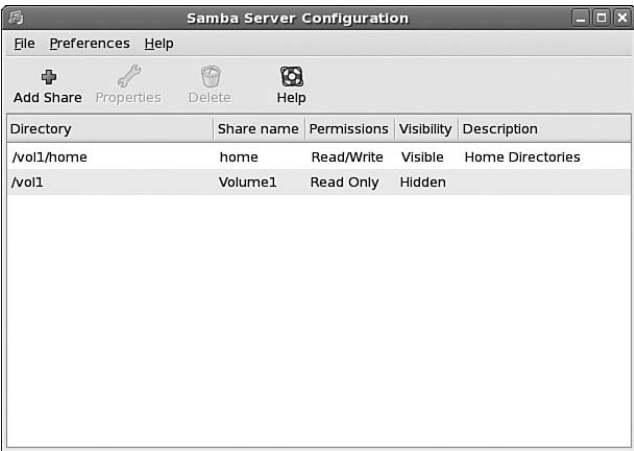 Samba Server Configuration
File Preferences Help
Add Share Properties Delete Help
Directory Share name Permissions Visibility Description
/vol1/home home Read/Write Visible Home Directories
/vol1 Volume1 Read Only Hidden